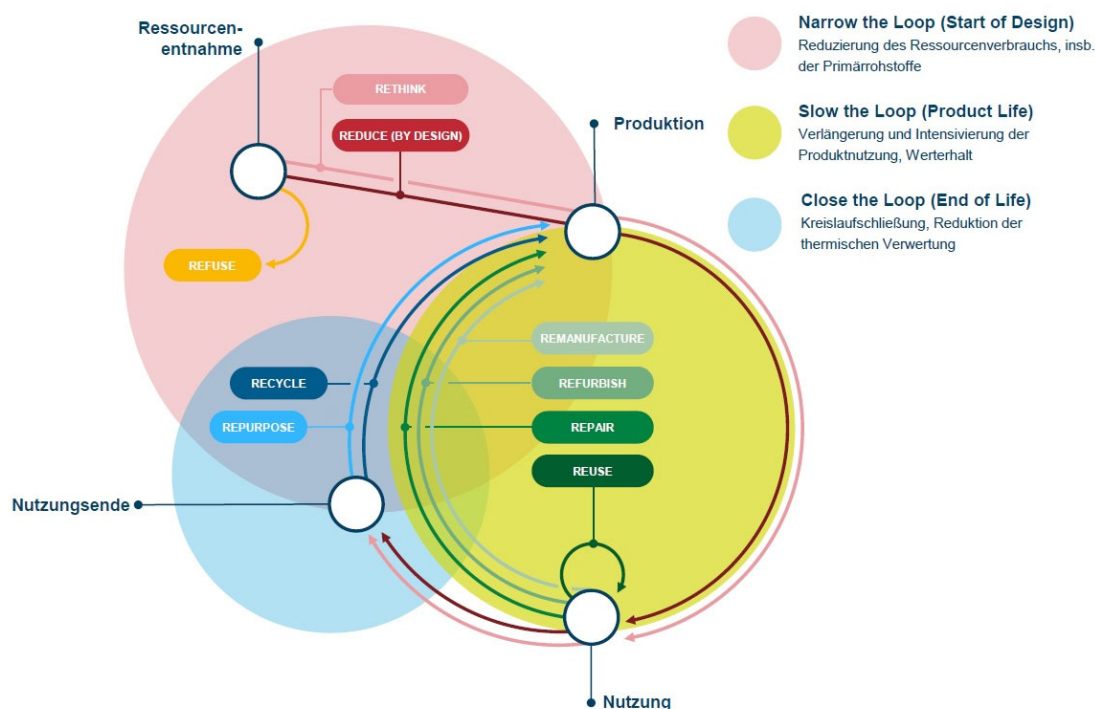 Ressourcen-
entnahme
RETHINK
REDUCE (BY DESIGN)
Produktion
REFUSE
REMANUFACTURE
RECYCLE
REFURBISH
REPURPOSE
REPAIR
REUSE
Nutzungsende
Nutzung
Narrow the Loop (Start of Design)
Reduzierung des Ressourcenverbrauchs, insb.
der Primärrohstoffe
Slow the Loop (Product Life)
Verlängerung und Intensivierung der
Produktnutzung, Werterhalt
Close the Loop (End of Life)
Kreislaufschließung, Reduktion der
thermischen Verwertung